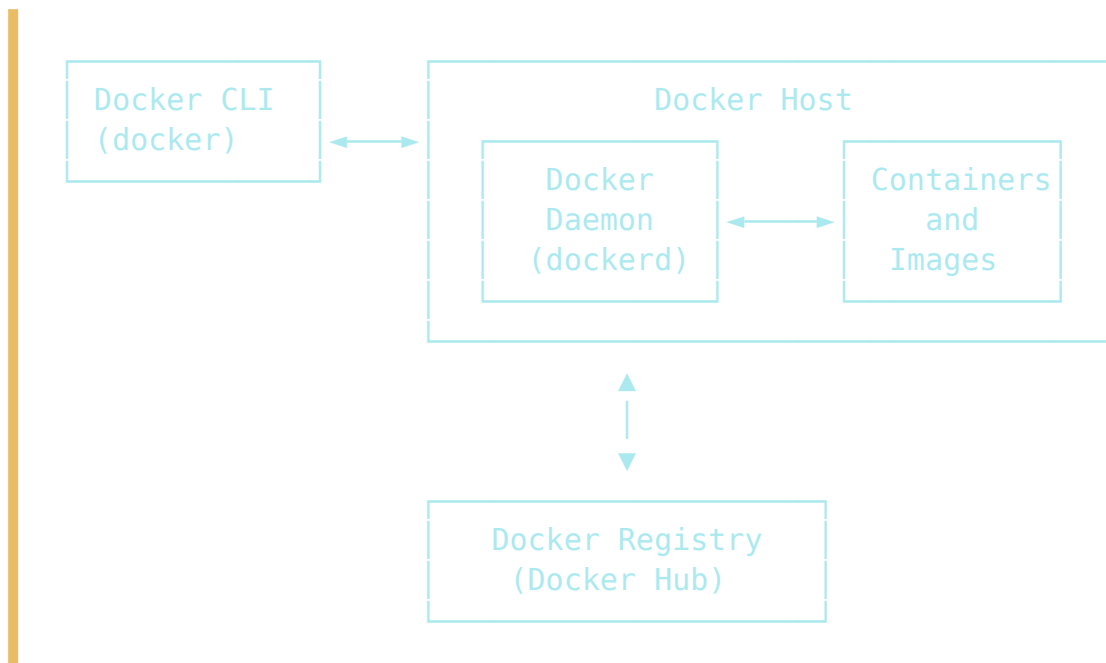 Docker CLI
(docker)
Docker Host
Docker
Daemon
(dockerd)
Containers
and
Images
Docker Registry
(Docker Hub)